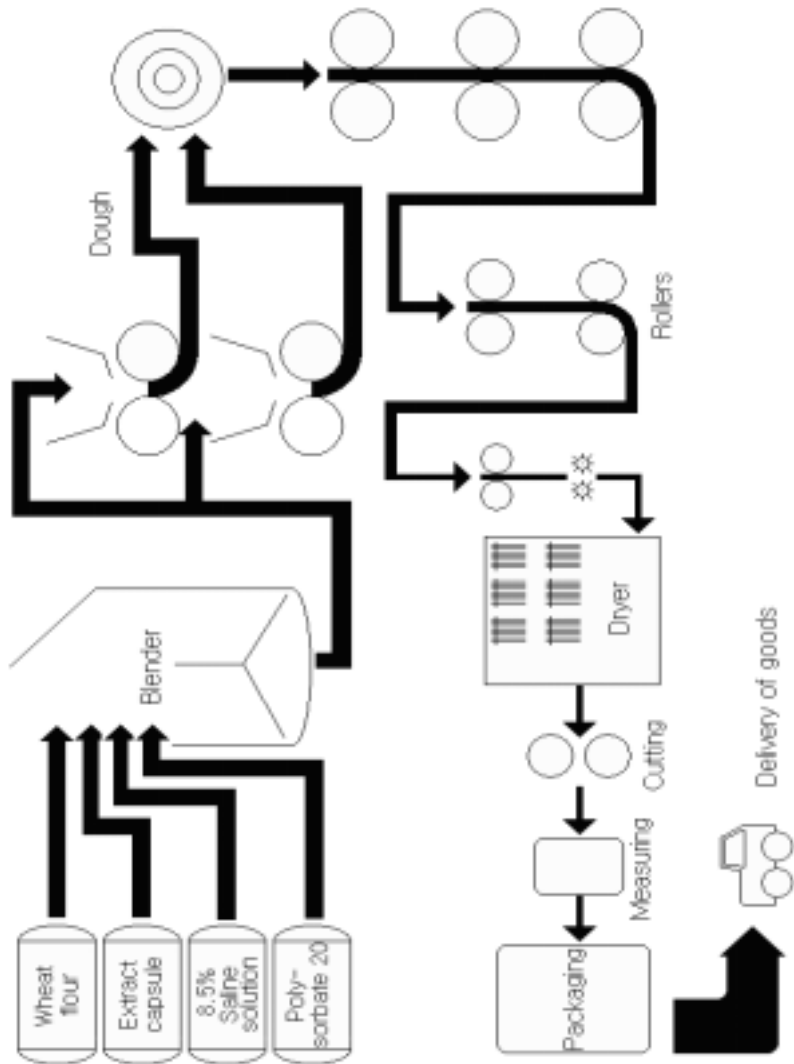 Wheat
flour
Extract
capsule
8.5%
Saline
solution
Poly-
sorbate 20
Blender
Dough
Rollers
Dryer
Cutting
Measuring
Packaging
Delivery of goods